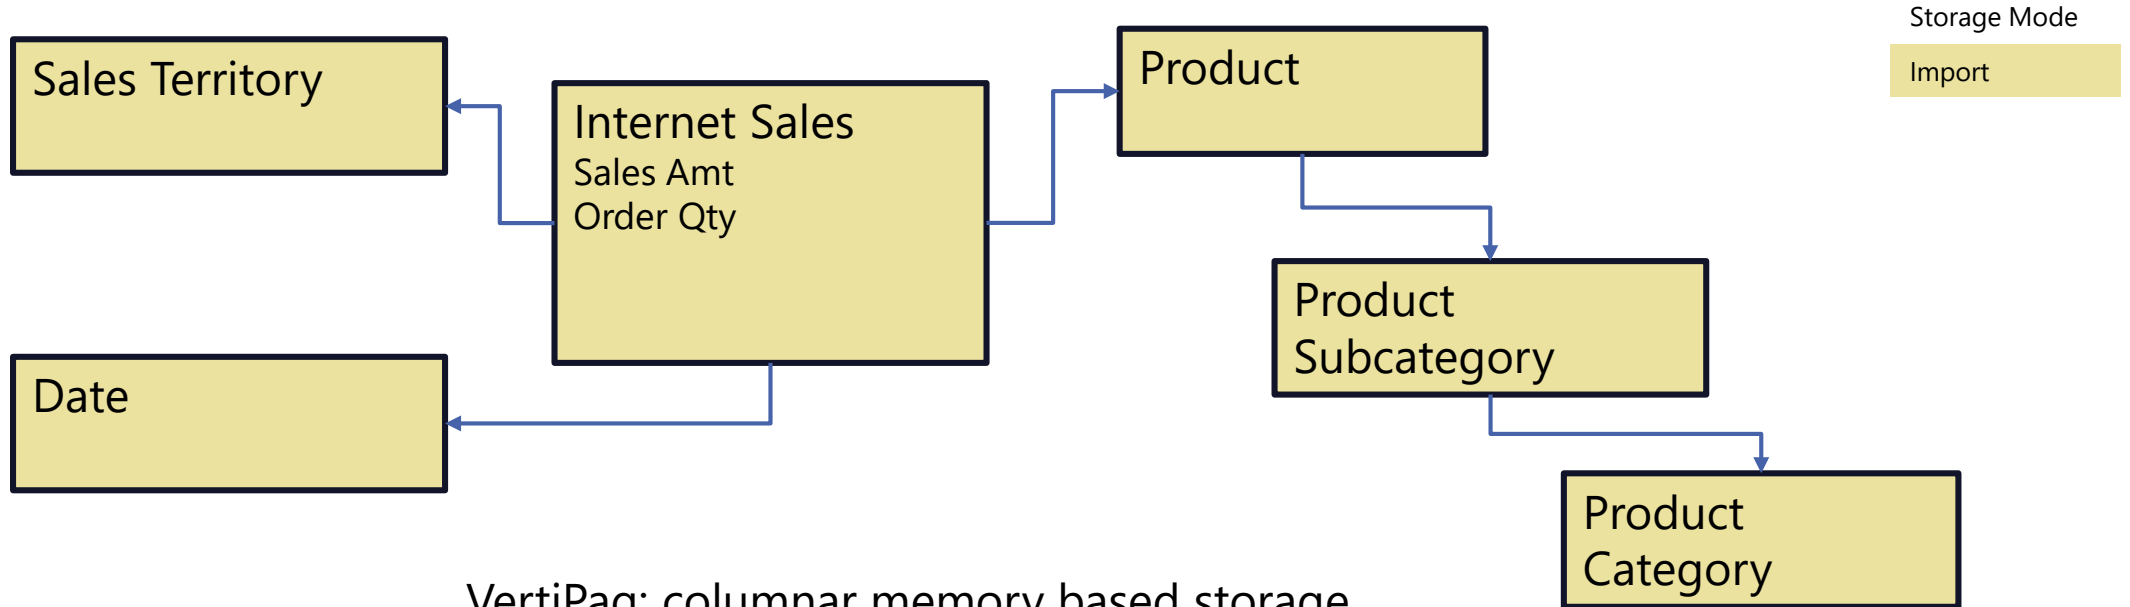 Sales Territory
Internet Sales
Sales Amt
Order Qty
Product
Storage Mode
Import
Date
Product
Subcategory
Product
Category
VertiPaq: columnar memory based storage